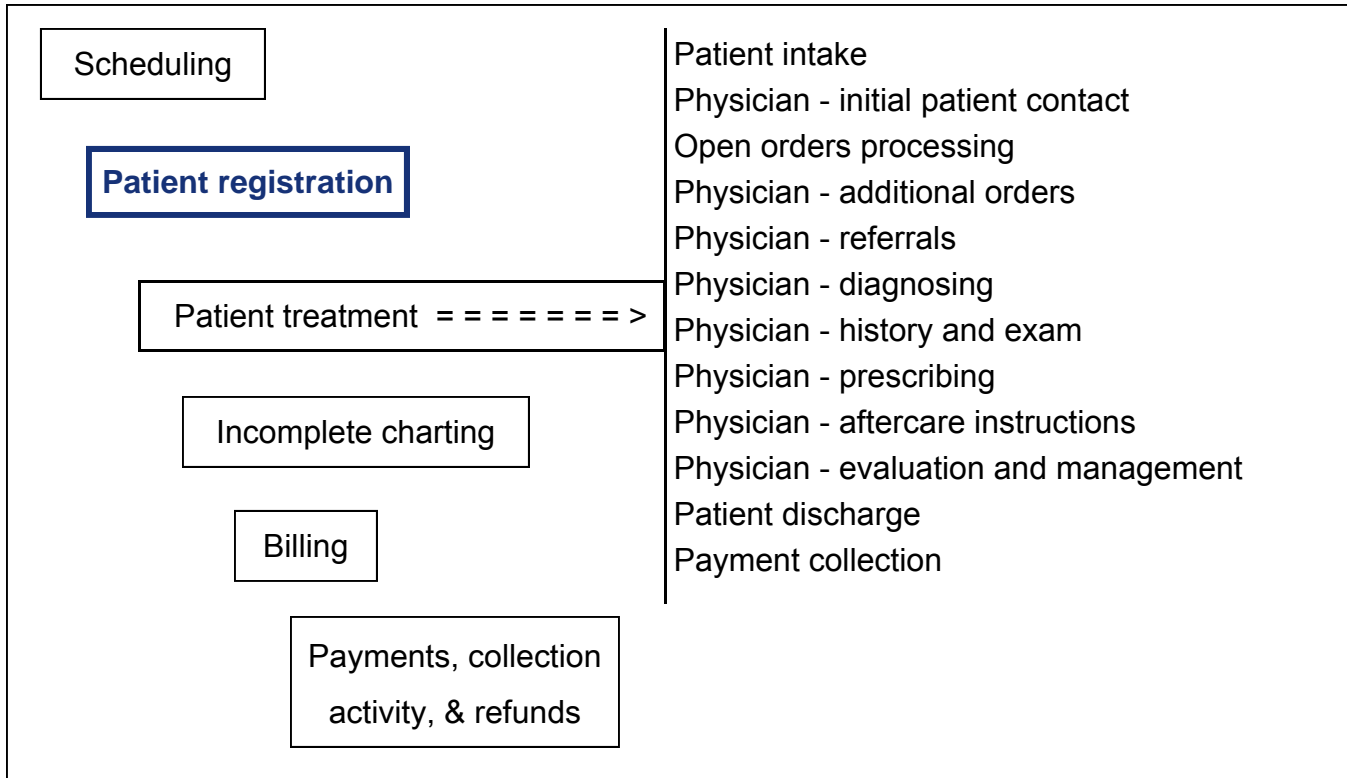 Scheduling
Patient registration
Patient treatment = = = = = = = >
Incomplete charting
Billing
Payments, collection
activity, & refunds
Patient intake
Physician - initial patient contact
Open orders processing
Physician - additional orders
Physician - referrals
Physician - diagnosing
Physician - history and exam
Physician - prescribing
Physician - aftercare instructions
Physician - evaluation and management
Patient discharge
Payment collection